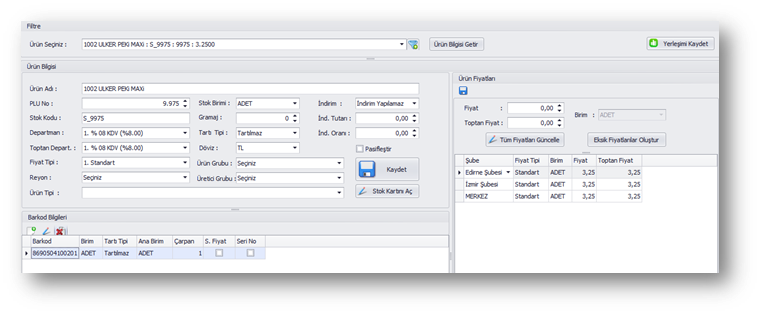 Filtre
Ürün Seçiniz : 1002 ULKER PEKi MAXi : S_9975 : 9975 : 3.2500 Ürün Bilgisi Getir Yerleşimi Kaydet
Ürün Bilgisi
Ürün Adı : 1002 ULKER PEKi MAXi
PLU No : 9.975 Stok Birimi : ADET İndirim : İndirim Yapılamaz
Stok Kodu : S_9975 Gramaj : 0 İnd. Tutarı : 0,00
Departman : 1. % 08 KDV (%8.00) Tartı Tipi : Tartılmaz İnd. Oranı : 0,00
Toptan Depart. : 1. % 08 KDV (%8.00) Döviz : TL Pasifleştir
Fiyat Tipi : 1. Standart Ürün Grubu : Seçiniz Kaydet
Reyon : Seçiniz Üretici Grubu : Seçiniz
Ürün Tipi : Stok Kartını Aç
Barkod Bilgileri
Barkod Birim Tartı Tipi Ana Birim Çarpan S. Fiyat Seri No
8690504100201 ADET Tartılmaz ADET 1
Ürün Fiyatları
Fiyat : 0,00 Birim : ADET
Toptan Fiyat : 0,00
Tüm Fiyatları Güncelle Eksik Fiyatlarıı Oluştur
Şube Fiyat Tipi Birim Fiyat Toptan Fiyat
Edirne Şubesi Standart ADET 3,25 3,25
İzmir Şubesi Standart ADET 3,25 3,25
MERKEZ Standart ADET 3,25 3,25